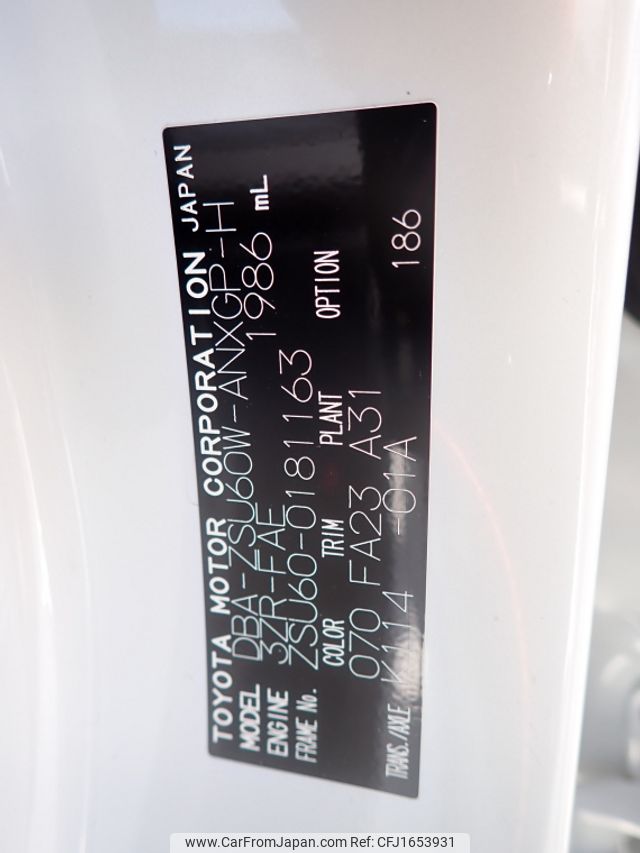 TOYOTA MOTOR CORPORATION JAPAN
MODEL DBA-ZSU60W-ANXGP-H
ENGINE 3ZR-FAE 1986 mL
FRAME No. ZSU60-0181163
COLOR TRIM PLANT OPTION
070 FA23 A31
TRANS./AXLE K114 -01A 186
www.CarFromJapan.com Ref: CFJ1653931